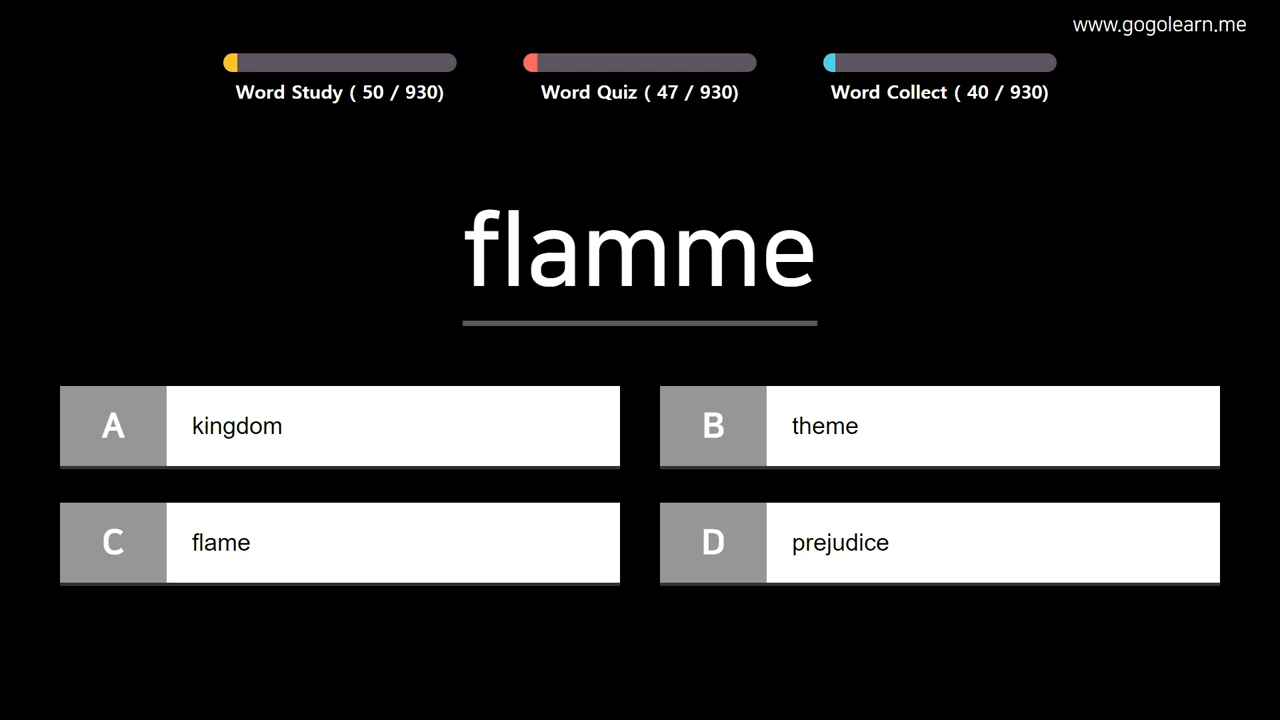 www.gogolearn.me
Word Study ( 50 / 930)
Word Quiz ( 47 / 930)
Word Collect ( 40 / 930)
flamme
A kingdom
B theme
C flame
D prejudice